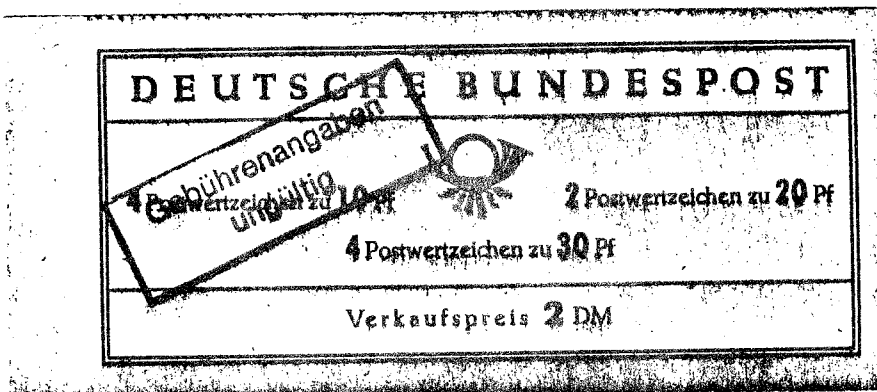 DEUTSCHE BUNDESPOST
Gebührenangaben
ungültig
4 Postwertzeichen zu 10 Pf
2 Postwertzeichen zu 20 Pf
4 Postwertzeichen zu 30 Pf
Verkaufspreis 2 DM